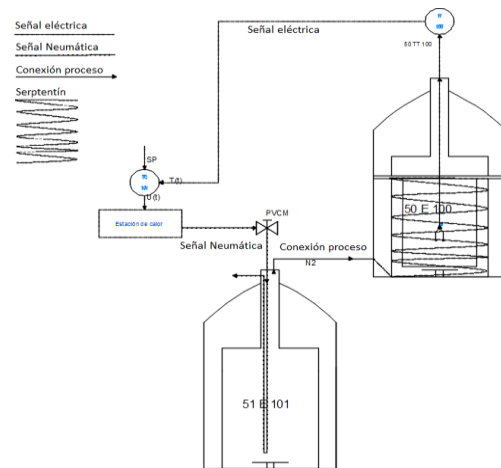 Señal eléctrica
Señal Neumática
Conexión proceso
Serptentín
Señal eléctrica
50 TT 100
SP
T(t)
U(t)
Estación de calor
Señal Neumática
PVCM
Conexión proceso
N2
50 E 100
51 E 101